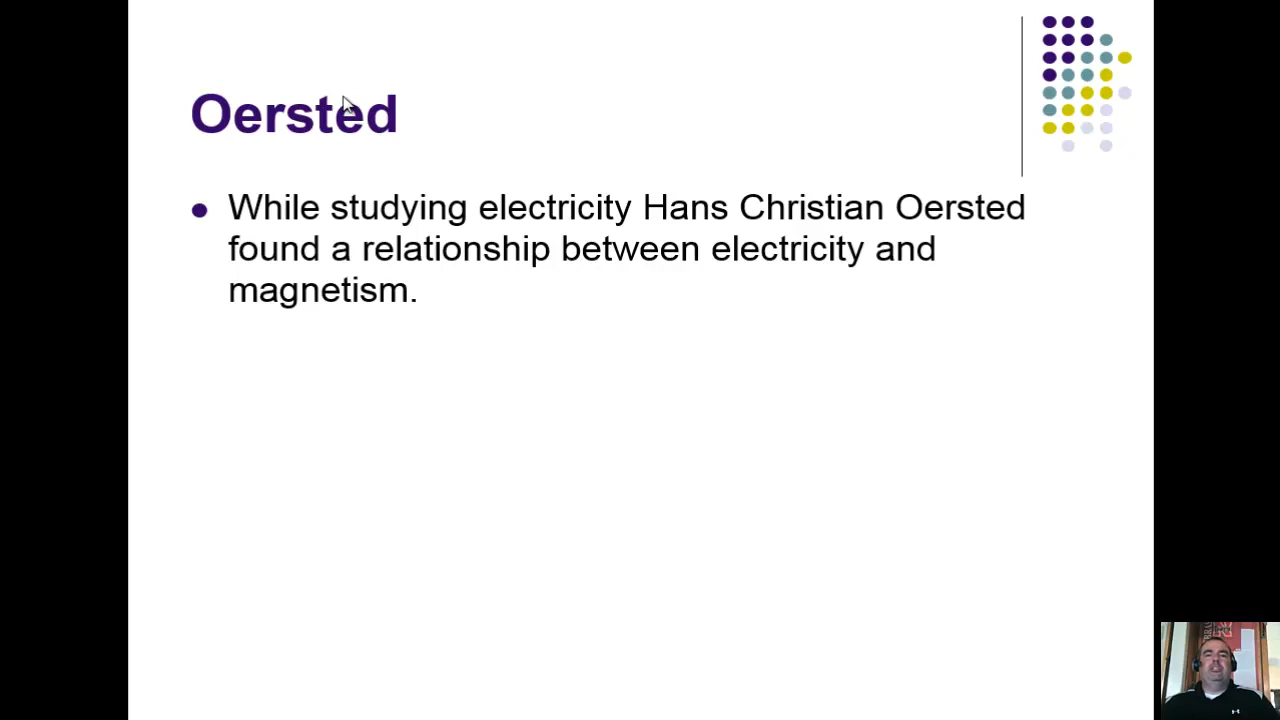 Oersted
While studying electricity Hans Christian Oersted
found a relationship between electricity and
magnetism.